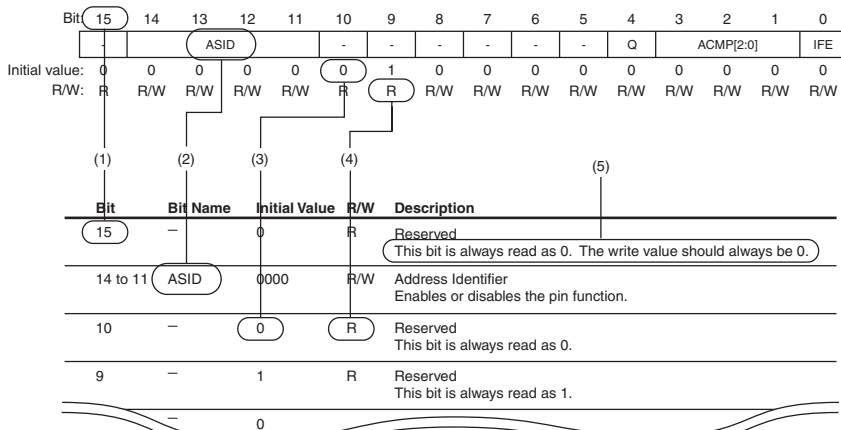 Bit: 15 14 13 12 11 10 9 8 7 6 5 4 3 2 1 0
- ASID - - - - - - Q ACMP[2:0] IFE
Initial value: 0 0 0 0 0 0 1 0 0 0 0 0 0 0 0 0
R/W: R R/W R/W R/W R/W R R R/W R/W R/W R/W R/W R/W R/W R/W R/W
(1) (2) (3) (4) (5)
Bit Bit Name Initial Value R/W Description
15 − 0 R Reserved
This bit is always read as 0. The write value should always be 0.
14 to 11 ASID 0000 R/W Address Identifier
Enables or disables the pin function.
10 − 0 R Reserved
This bit is always read as 0.
9 − 1 R Reserved
This bit is always read as 1.
− 0